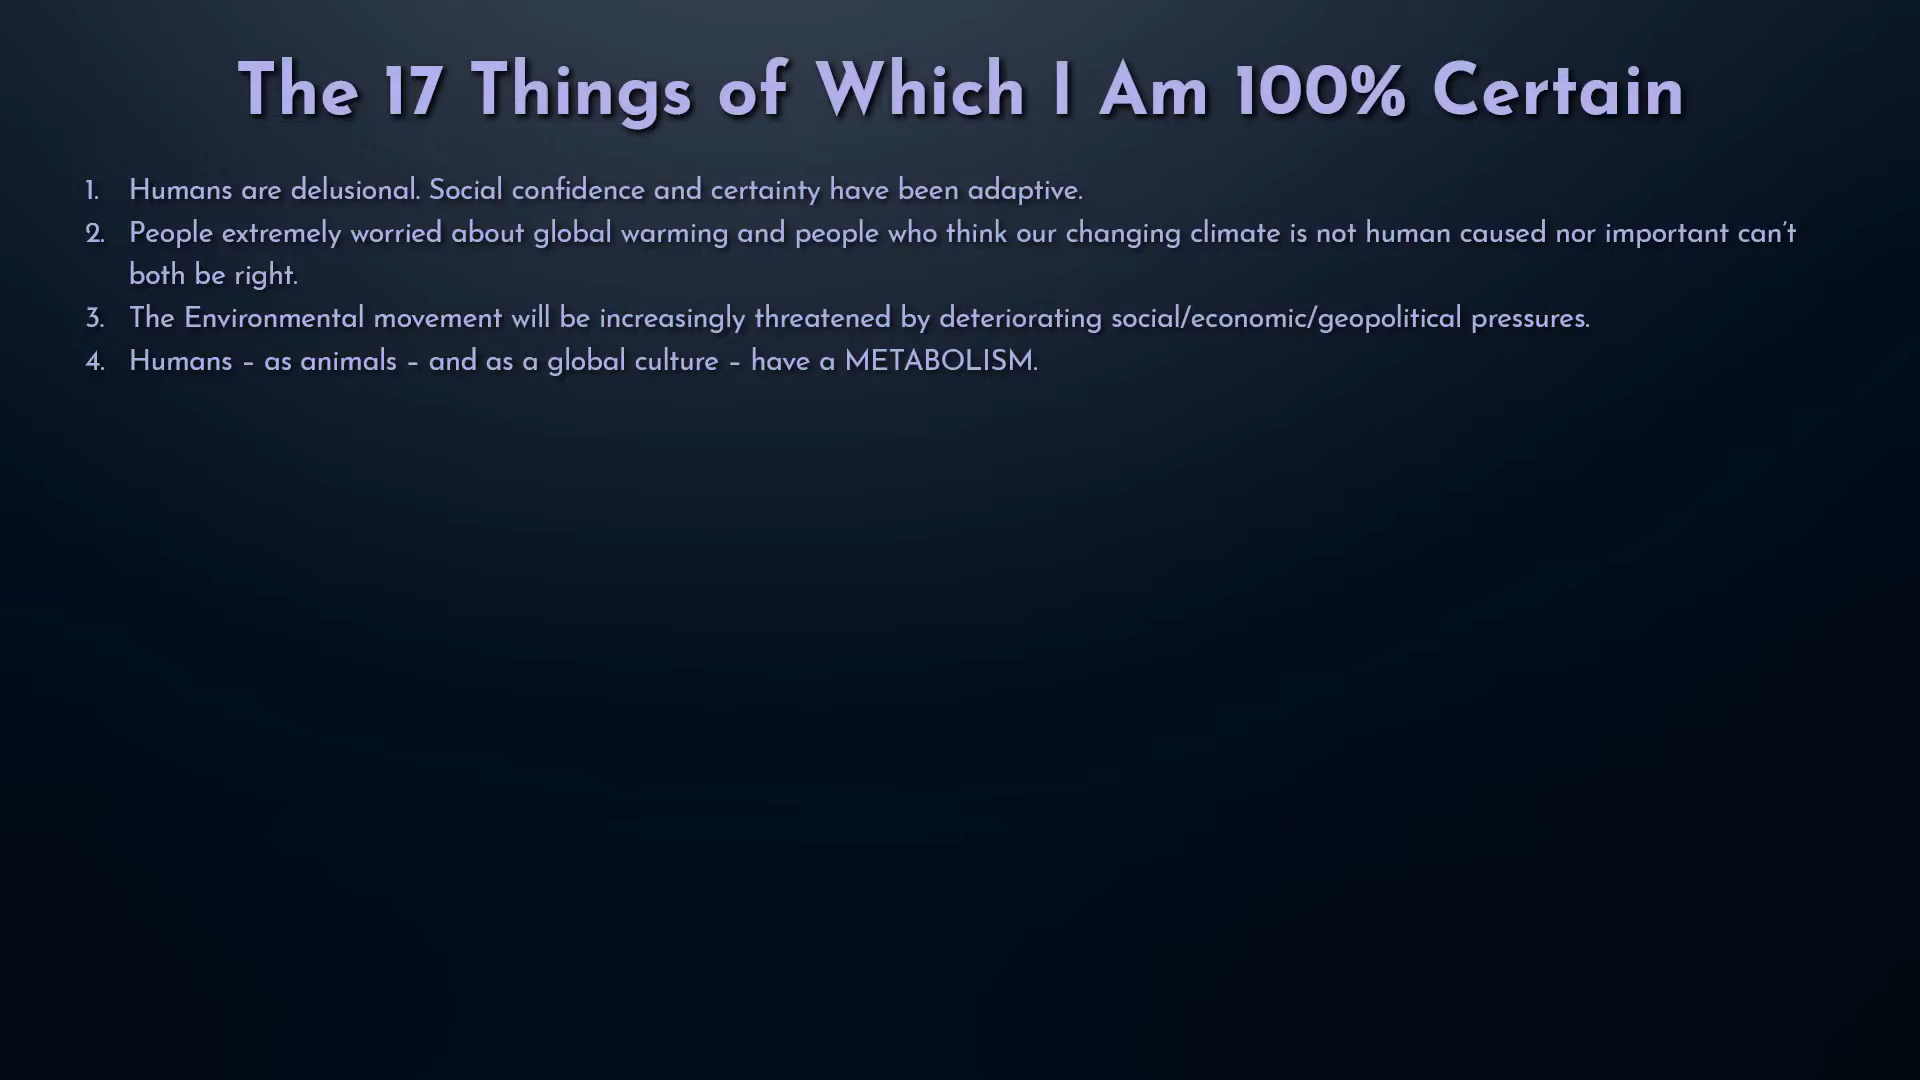 The 17 Things of Which I Am 100% Certain
1. Humans are delusional. Social confidence and certainty have been adaptive.
2. People extremely worried about global warming and people who think our changing climate is not human caused nor important can’t
both be right.
3. The Environmental movement will be increasingly threatened by deteriorating social/economic/geopolitical pressures.
4. Humans – as animals – and as a global culture – have a METABOLISM.